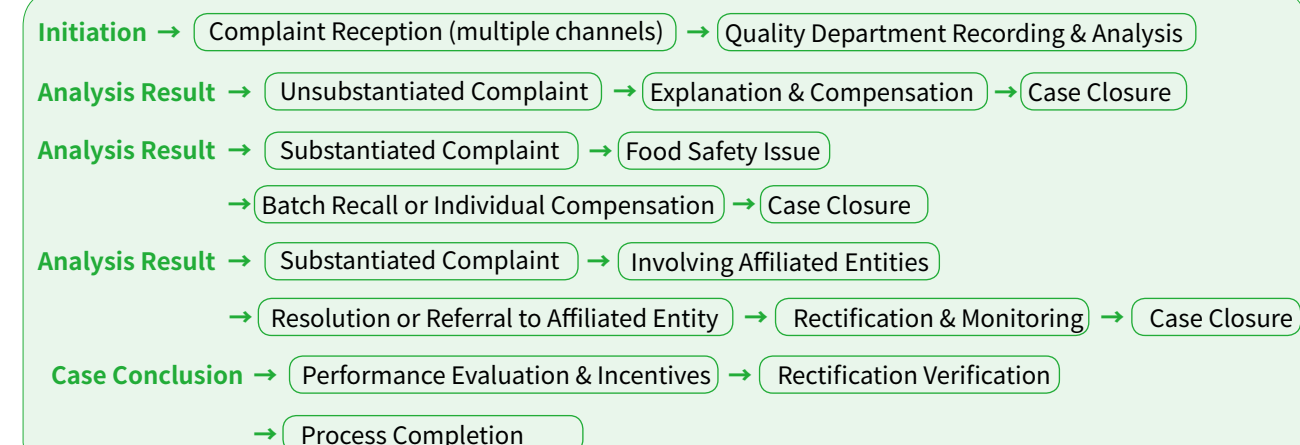 Initiation → Complaint Reception (multiple channels) → Quality Department Recording & Analysis
Analysis Result → Unsubstantiated Complaint → Explanation & Compensation → Case Closure
Analysis Result → Substantiated Complaint → Food Safety Issue
→ Batch Recall or Individual Compensation → Case Closure
Analysis Result → Substantiated Complaint → Involving Affiliated Entities
→ Resolution or Referral to Affiliated Entity → Rectification & Monitoring → Case Closure
Case Conclusion → Performance Evaluation & Incentives → Rectification Verification
→ Process Completion